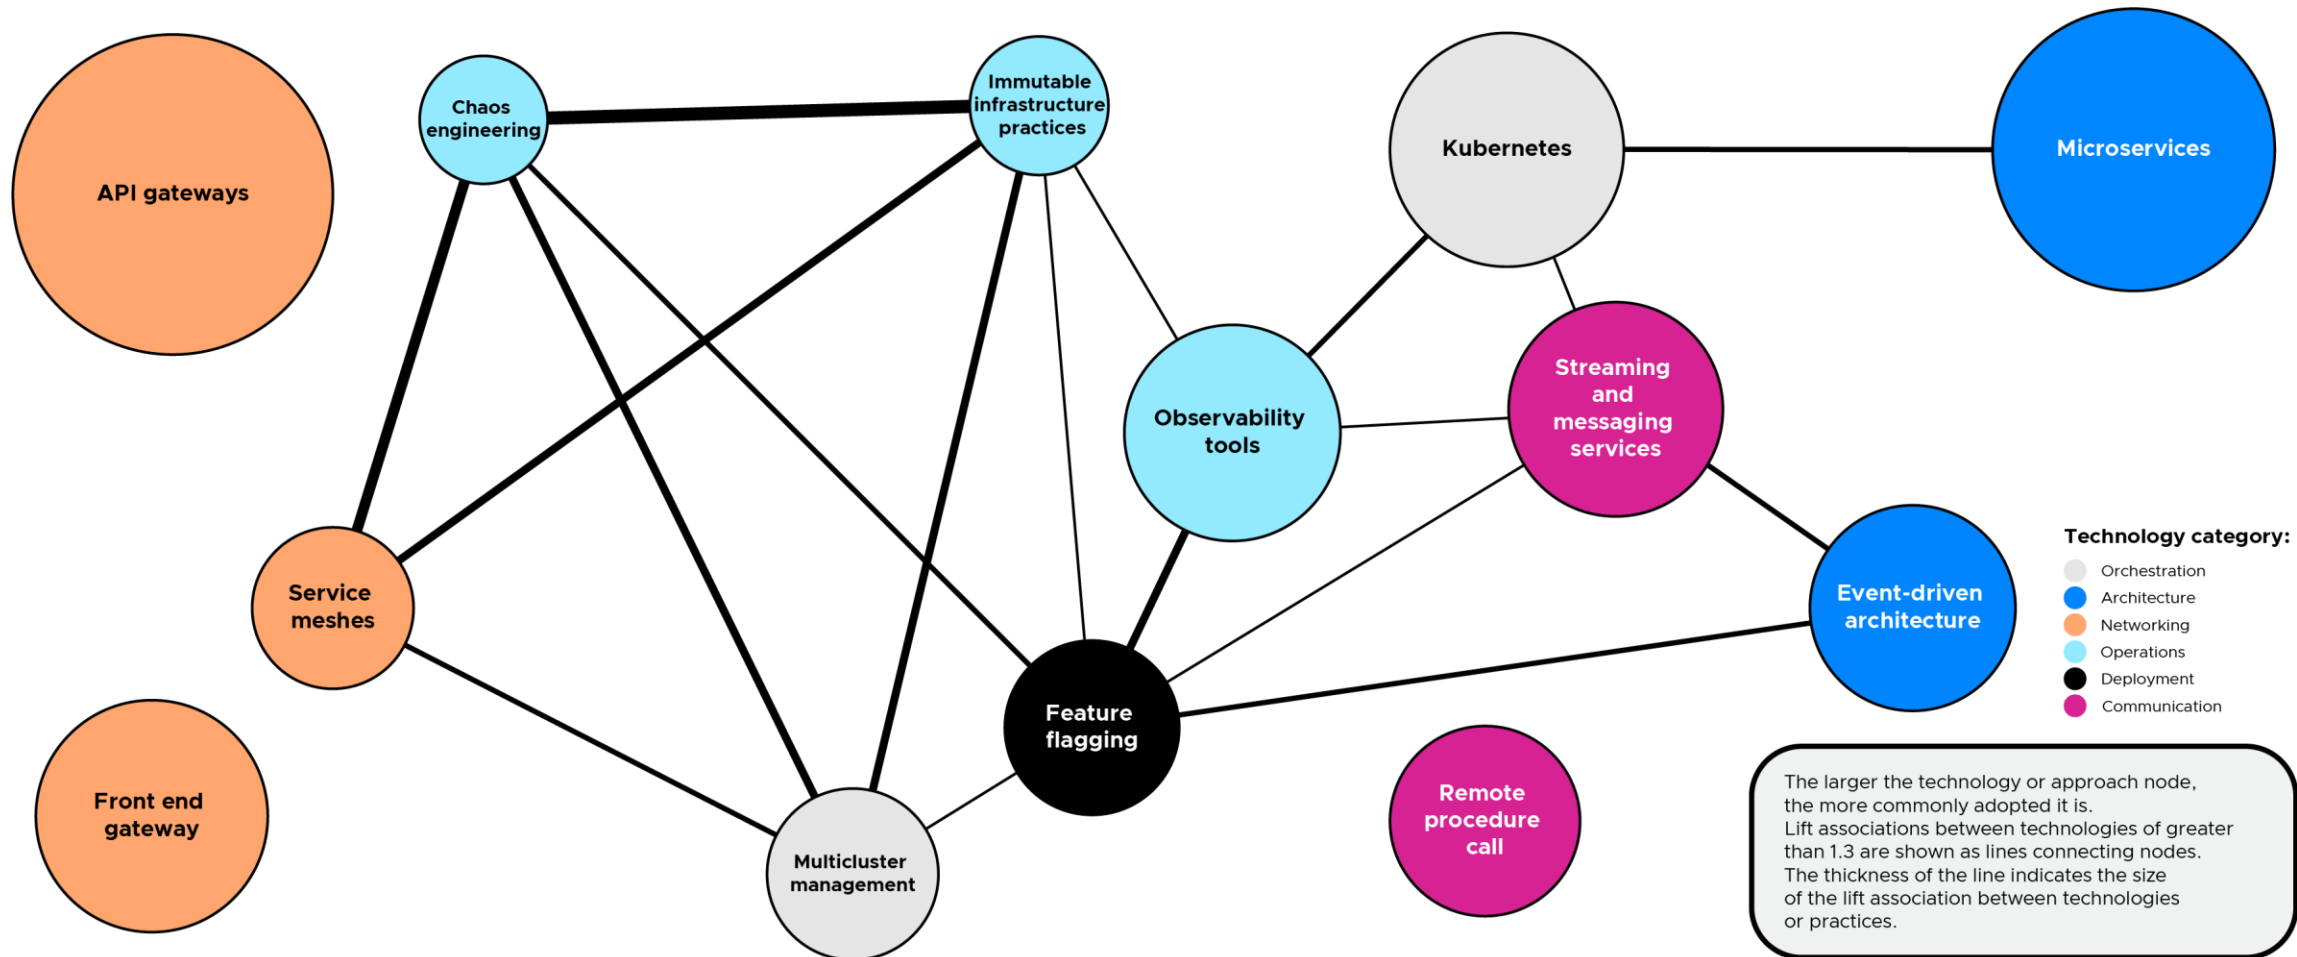 API gateways
Chaos
engineering
Immutable
infrastructure
practices
Kubernetes
Microservices
Observability
tools
Streaming
and
messaging
services
Service
meshes
Event-driven
architecture
Feature
flagging
Front end
gateway
Multicluster
management
Remote
procedure
call
Technology category:
Orchestration
Architecture
Networking
Operations
Deployment
Communication
The larger the technology or approach node,
the more commonly adopted it is.
Lift associations between technologies of greater
than 1.3 are shown as lines connecting nodes.
The thickness of the line indicates the size
of the lift association between technologies
or practices.